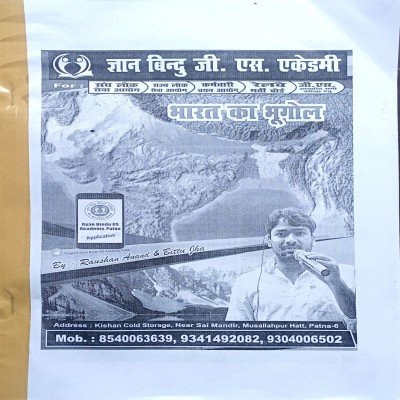 ज्ञान बिन्दु जी. एस. एकेडमी
For :
संघ लोक सेवा आयोग
राज्य लोक सेवा आयोग
कर्मचारी चयन आयोग
रेलवे भर्ती बोर्ड
जी.एस.
भारत का भूगोल
Gyan Bindu GS
Academy, Patna
Application
By : Raushan Anand & Bittu Jha
Address : Kishan Cold Storage, Near Sai Mandir, Musallahpur Hatt, Patna-6
Mob. : 8540063639, 9341492082, 9304006502